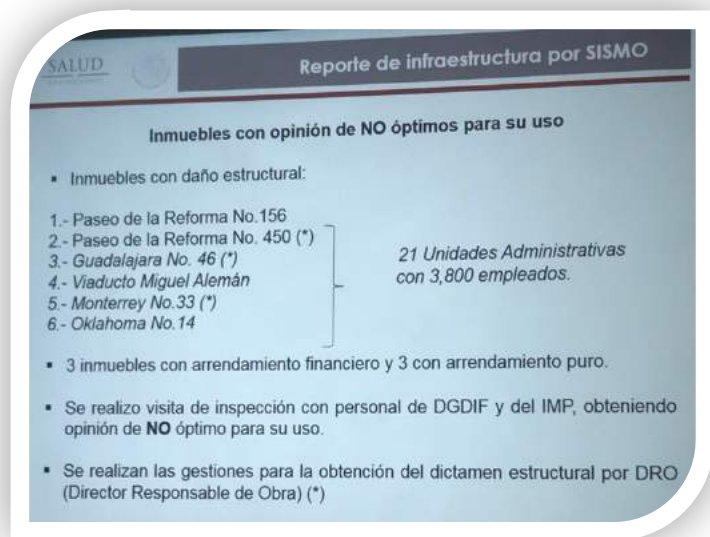 SALUD
Reporte de infraestructura por SISMO
Inmuebles con opinión de NO óptimos para su uso
▪ Inmuebles con daño estructural:
1.- Paseo de la Reforma No.156
2.- Paseo de la Reforma No. 450 (*)
3.- Guadalajara No. 46 (*)
4.- Viaducto Miguel Alemán
5.- Monterrey No.33 (*)
6.- Oklahoma No.14
21 Unidades Administrativas
con 3,800 empleados.
▪ 3 inmuebles con arrendamiento financiero y 3 con arrendamiento puro.
▪ Se realizo visita de inspección con personal de DGDIF y del IMP, obteniendo
opinión de NO óptimo para su uso.
▪ Se realizan las gestiones para la obtención del dictamen estructural por DRO
(Director Responsable de Obra) (*)